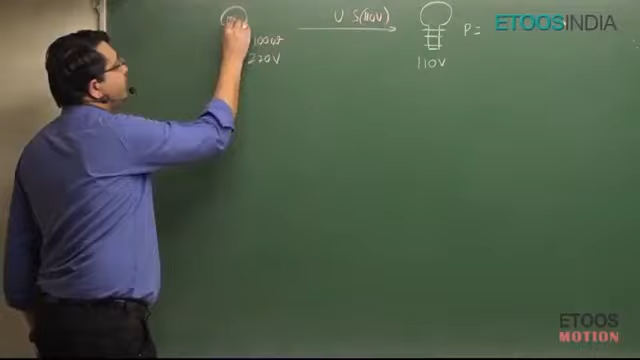 U S(110V)
100w
220V
110V
P=
ETOOSINDIA
ETOOS
MOTION